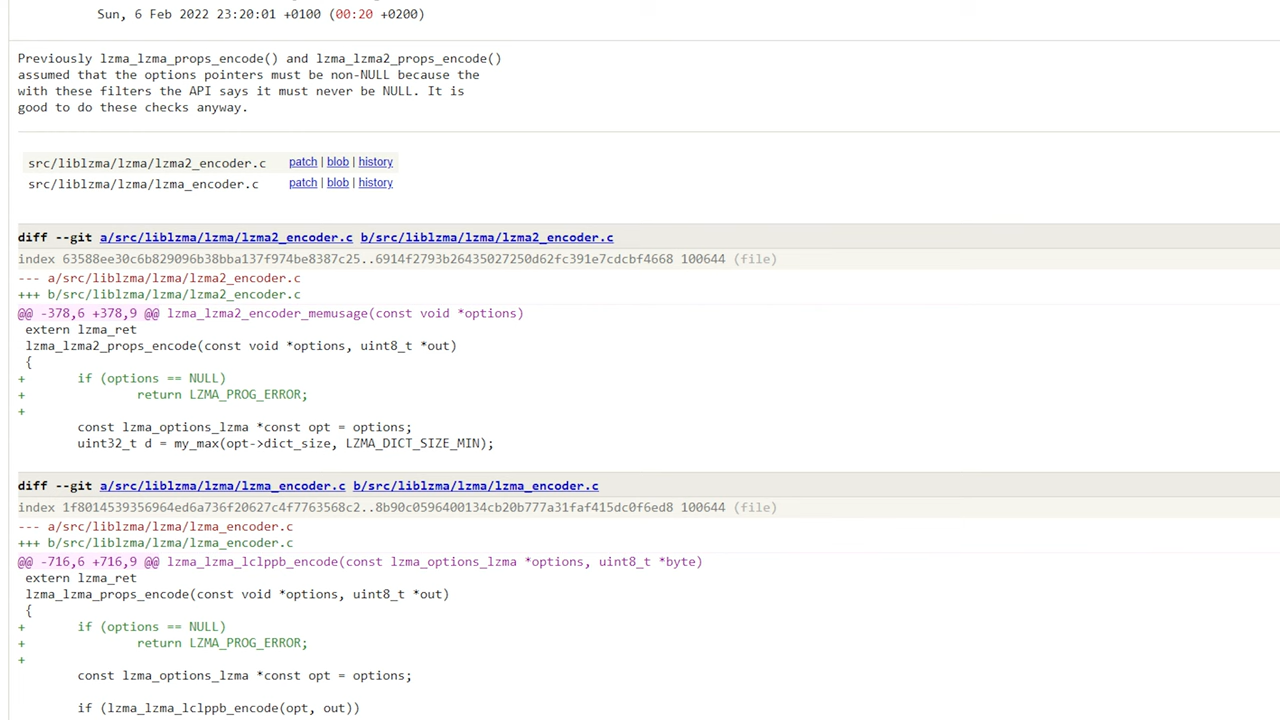 Sun, 6 Feb 2022 23:20:01 +0100 (00:20 +0200)
Previously lzma_lzma_props_encode() and lzma_lzma2_props_encode()
assumed that the options pointers must be non-NULL because the
with these filters the API says it must never be NULL. It is
good to do these checks anyway.
src/liblzma/lzma/lzma2_encoder.c patch | blob | history
src/liblzma/lzma/lzma_encoder.c patch | blob | history
diff --git a/src/liblzma/lzma/lzma2_encoder.c b/src/liblzma/lzma/lzma2_encoder.c
index 63588ee30c6b829096b38bba137f974be8387c25..6914f2793b26435027250d62fc391e7cdcbf4668 100644 (file)
--- a/src/liblzma/lzma/lzma2_encoder.c
+++ b/src/liblzma/lzma/lzma2_encoder.c
@@ -378,6 +378,9 @@ lzma_lzma2_encoder_memusage(const void *options)
extern lzma_ret
lzma_lzma2_props_encode(const void *options, uint8_t *out)
{
+ if (options == NULL)
+ return LZMA_PROG_ERROR;
+
const lzma_options_lzma *const opt = options;
uint32_t d = my_max(opt->dict_size, LZMA_DICT_SIZE_MIN);
diff --git a/src/liblzma/lzma/lzma_encoder.c b/src/liblzma/lzma/lzma_encoder.c
index 1f8014539356964ed6a736f20627c4f7763568c2..8b90c0596400134cb20b777a31faf415dc0f6ed8 100644 (file)
--- a/src/liblzma/lzma/lzma_encoder.c
+++ b/src/liblzma/lzma/lzma_encoder.c
@@ -716,6 +716,9 @@ lzma_lzma_lclppb_encode(const lzma_options_lzma *options, uint8_t *byte)
extern lzma_ret
lzma_lzma_props_encode(const void *options, uint8_t *out)
{
+ if (options == NULL)
+ return LZMA_PROG_ERROR;
+
const lzma_options_lzma *const opt = options;
if (lzma_lzma_lclppb_encode(opt, out))